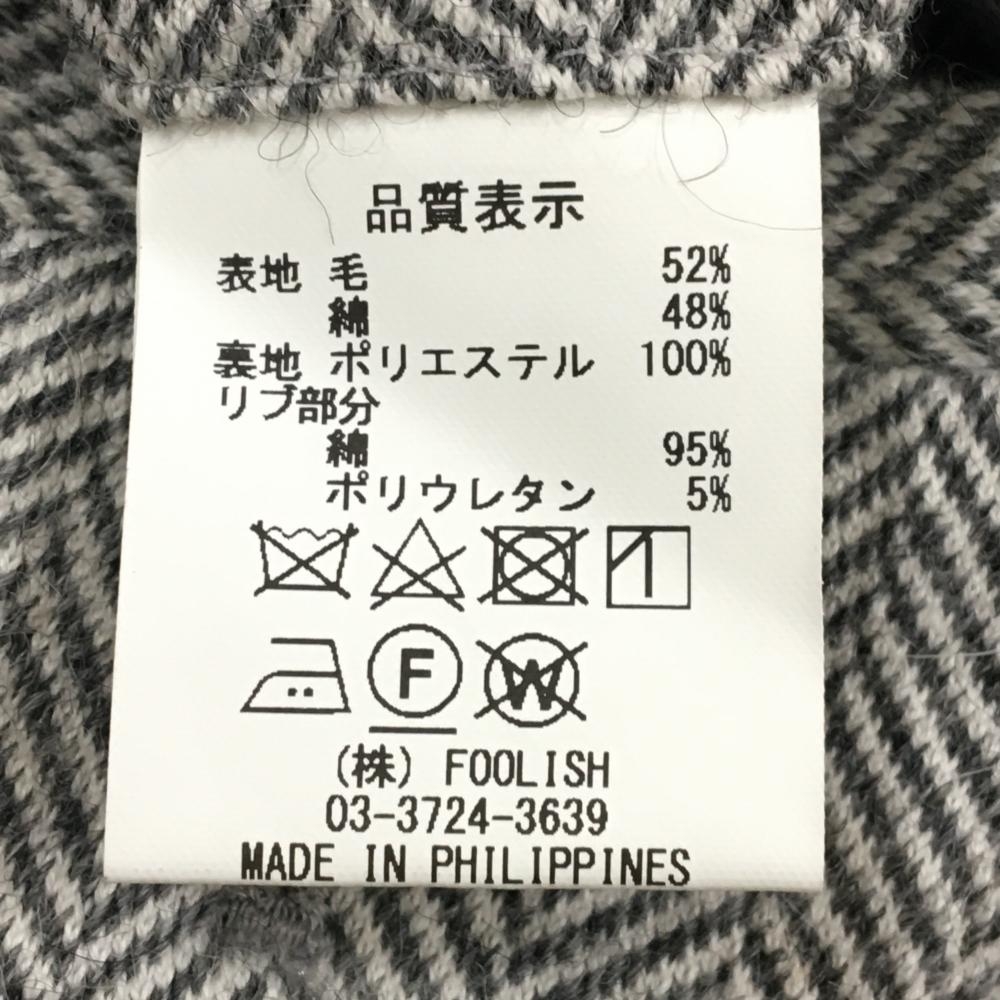 品質表示
表地 毛 52%
綿 48%
裏地 ポリエステル 100%
リブ部分
綿 95%
ポリウレタン 5%
F W
(株) FOOLISH
03-3724-3639
MADE IN PHILIPPINES